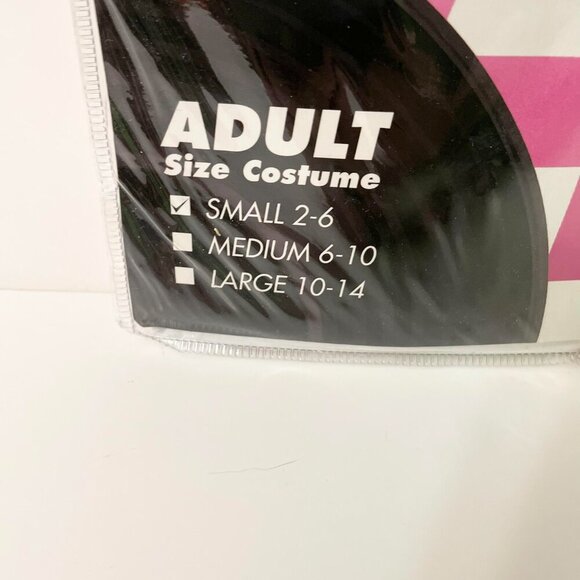 ADULT
Size Costume
☑ SMALL 2-6
☐ MEDIUM 6-10
☐ LARGE 10-14